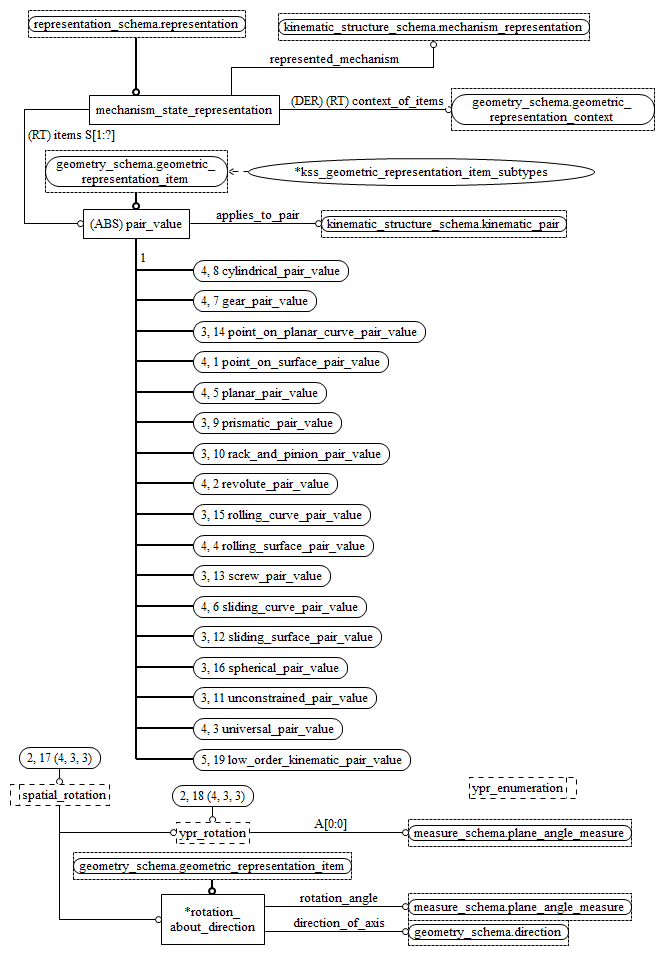 representation_schema.representation
kinematic_structure_schema.mechanism_representation
represented_mechanism
mechanism_state_representation
(DER) (RT) context_of_items
geometry_schema.geometric_
representation_context
(RT) items S[1:?]
geometry_schema.geometric_
representation_item
*kss_geometric_representation_item_subtypes
(ABS) pair_value
applies_to_pair
kinematic_structure_schema.kinematic_pair
1
4, 8 cylindrical_pair_value
4, 7 gear_pair_value
3, 14 point_on_planar_curve_pair_value
4, 1 point_on_surface_pair_value
4, 5 planar_pair_value
3, 9 prismatic_pair_value
3, 10 rack_and_pinion_pair_value
4, 2 revolute_pair_value
3, 15 rolling_curve_pair_value
4, 4 rolling_surface_pair_value
3, 13 screw_pair_value
4, 6 sliding_curve_pair_value
3, 12 sliding_surface_pair_value
3, 16 spherical_pair_value
3, 11 unconstrained_pair_value
4, 3 universal_pair_value
5, 19 low_order_kinematic_pair_value
2, 17 (4, 3, 3)
spatial_rotation
2, 18 (4, 3, 3)
ypr_enumeration
ypr_rotation
A[0:0]
measure_schema.plane_angle_measure
geometry_schema.geometric_representation_item
*rotation_
about_direction
rotation_angle
measure_schema.plane_angle_measure
direction_of_axis
geometry_schema.direction